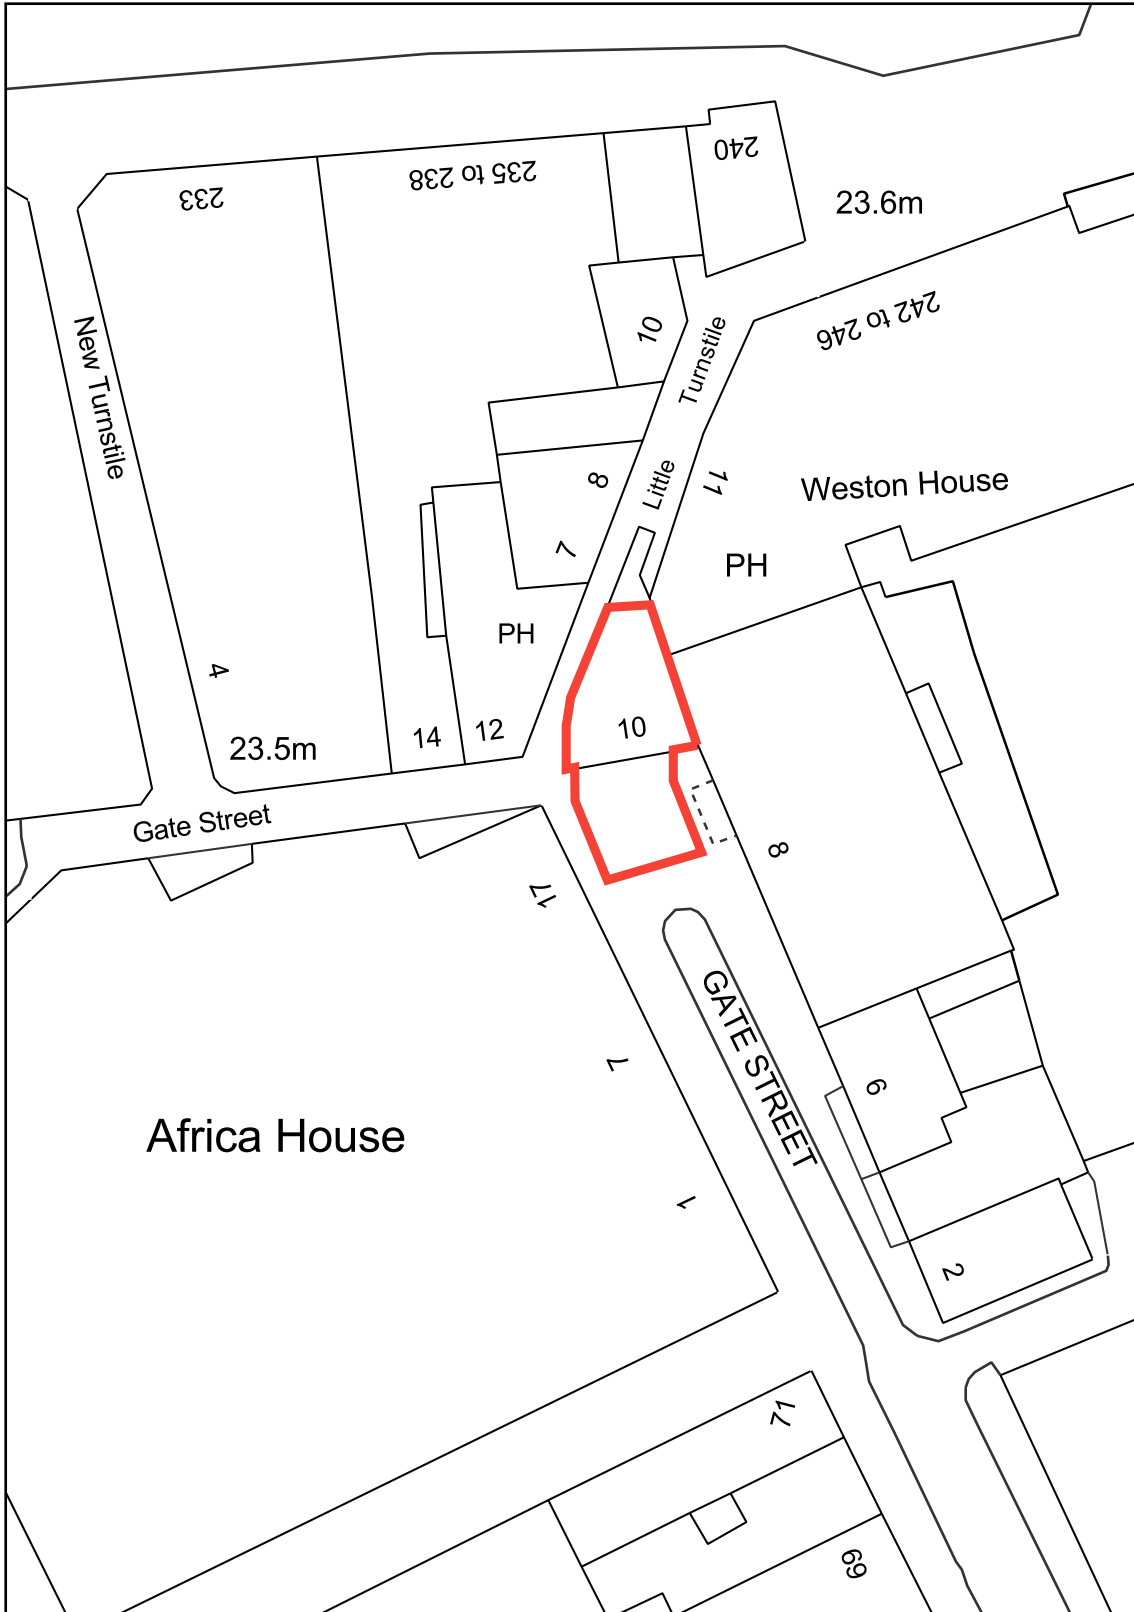 240
235 to 238
233
23.6m
242 to 246
10
New Turnstile
Little Turnstile
11
8
Weston House
7
PH
PH
4
10
12
14
23.5m
Gate Street
8
17
GATE STREET
7
6
Africa House
1
2
71
69